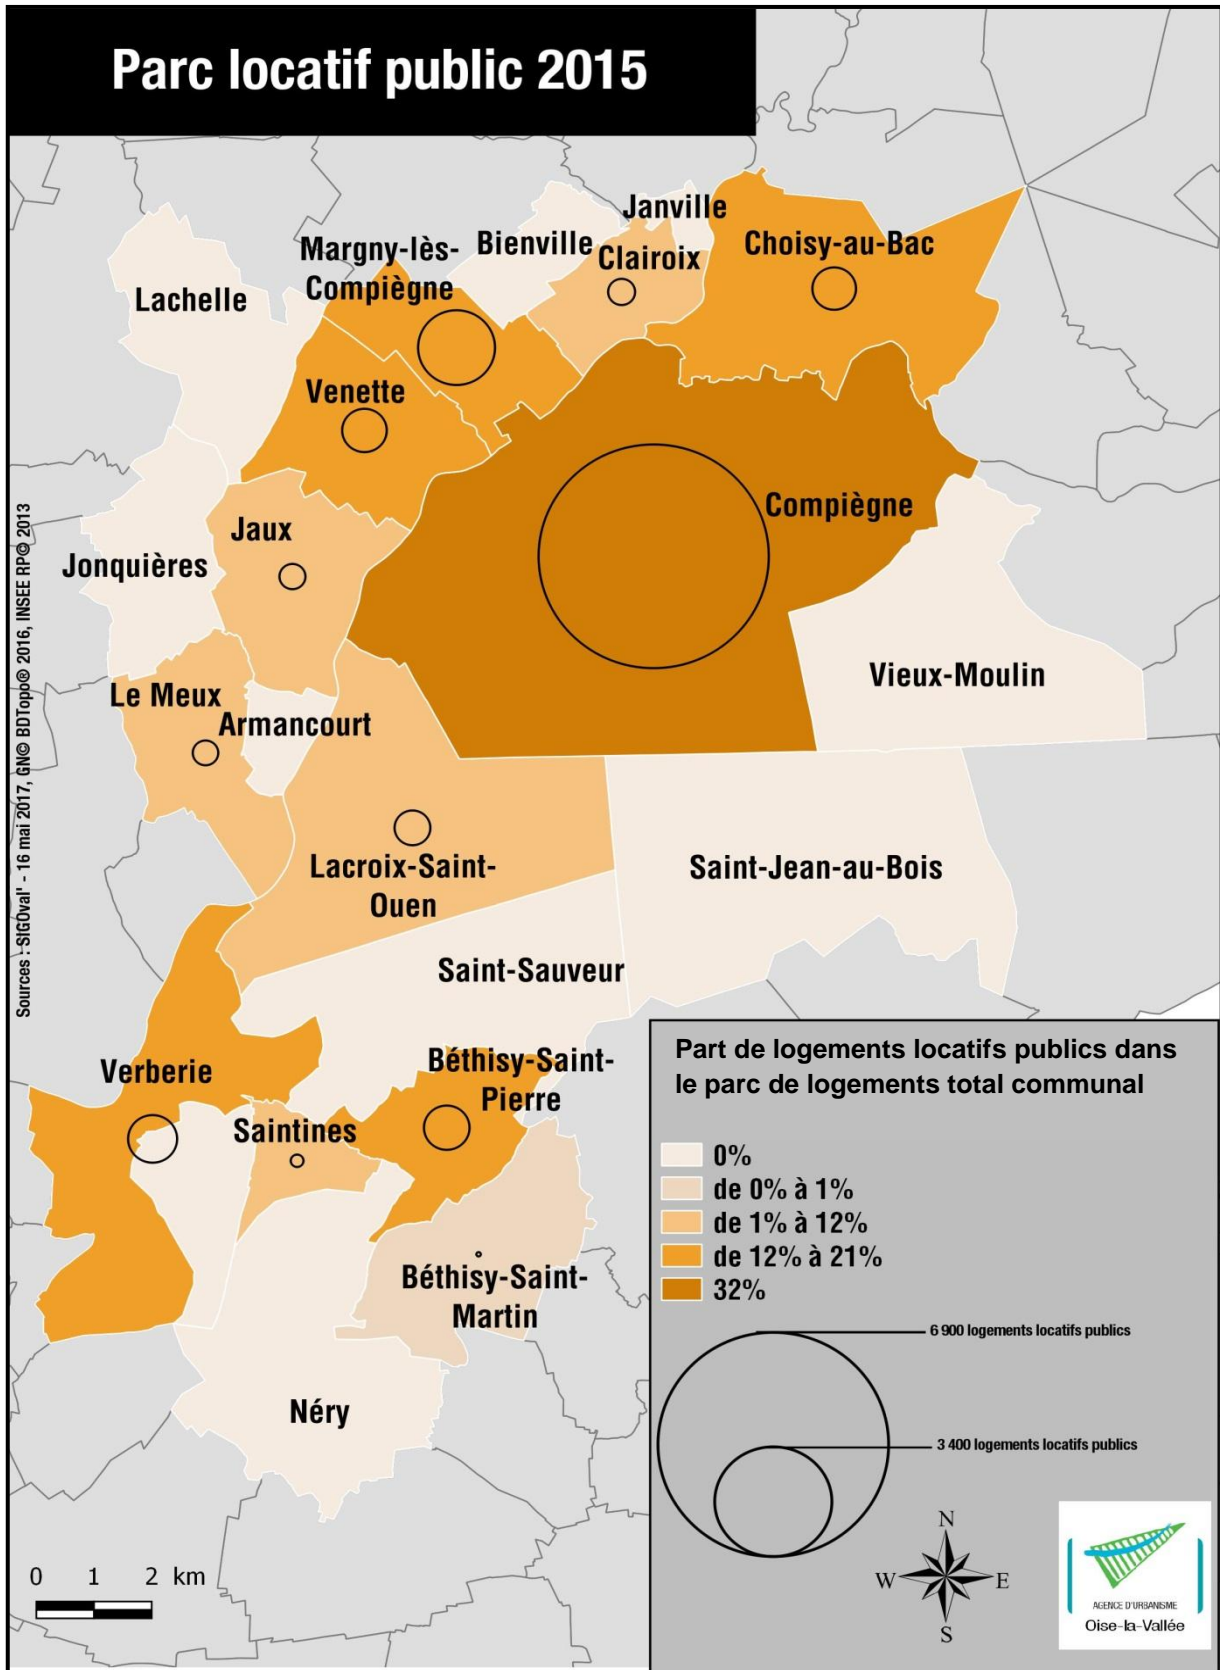 Parc locatif public 2015
Janville
Bienville
Margny-lès-
Compiègne
Clairoix
Choisy-au-Bac
Lachelle
Venette
Compiègne
Jaux
Jonquières
Vieux-Moulin
Le Meux
Armancourt
Lacroix-Saint-
Ouen
Saint-Jean-au-Bois
Saint-Sauveur
Verberie
Béthisy-Saint-
Pierre
Saintines
Béthisy-Saint-
Martin
Néry
Sources : SIGOval' - 16 mai 2017, GN© BDTopo® 2016, INSEE RP© 2013
Part de logements locatifs publics dans
le parc de logements total communal
0%
de 0% à 1%
de 1% à 12%
de 12% à 21%
32%
6 900 logements locatifs publics
3 400 logements locatifs publics
0 1 2 km
N
W E
S
AGENCE D'URBANISME
Oise-la-Vallée